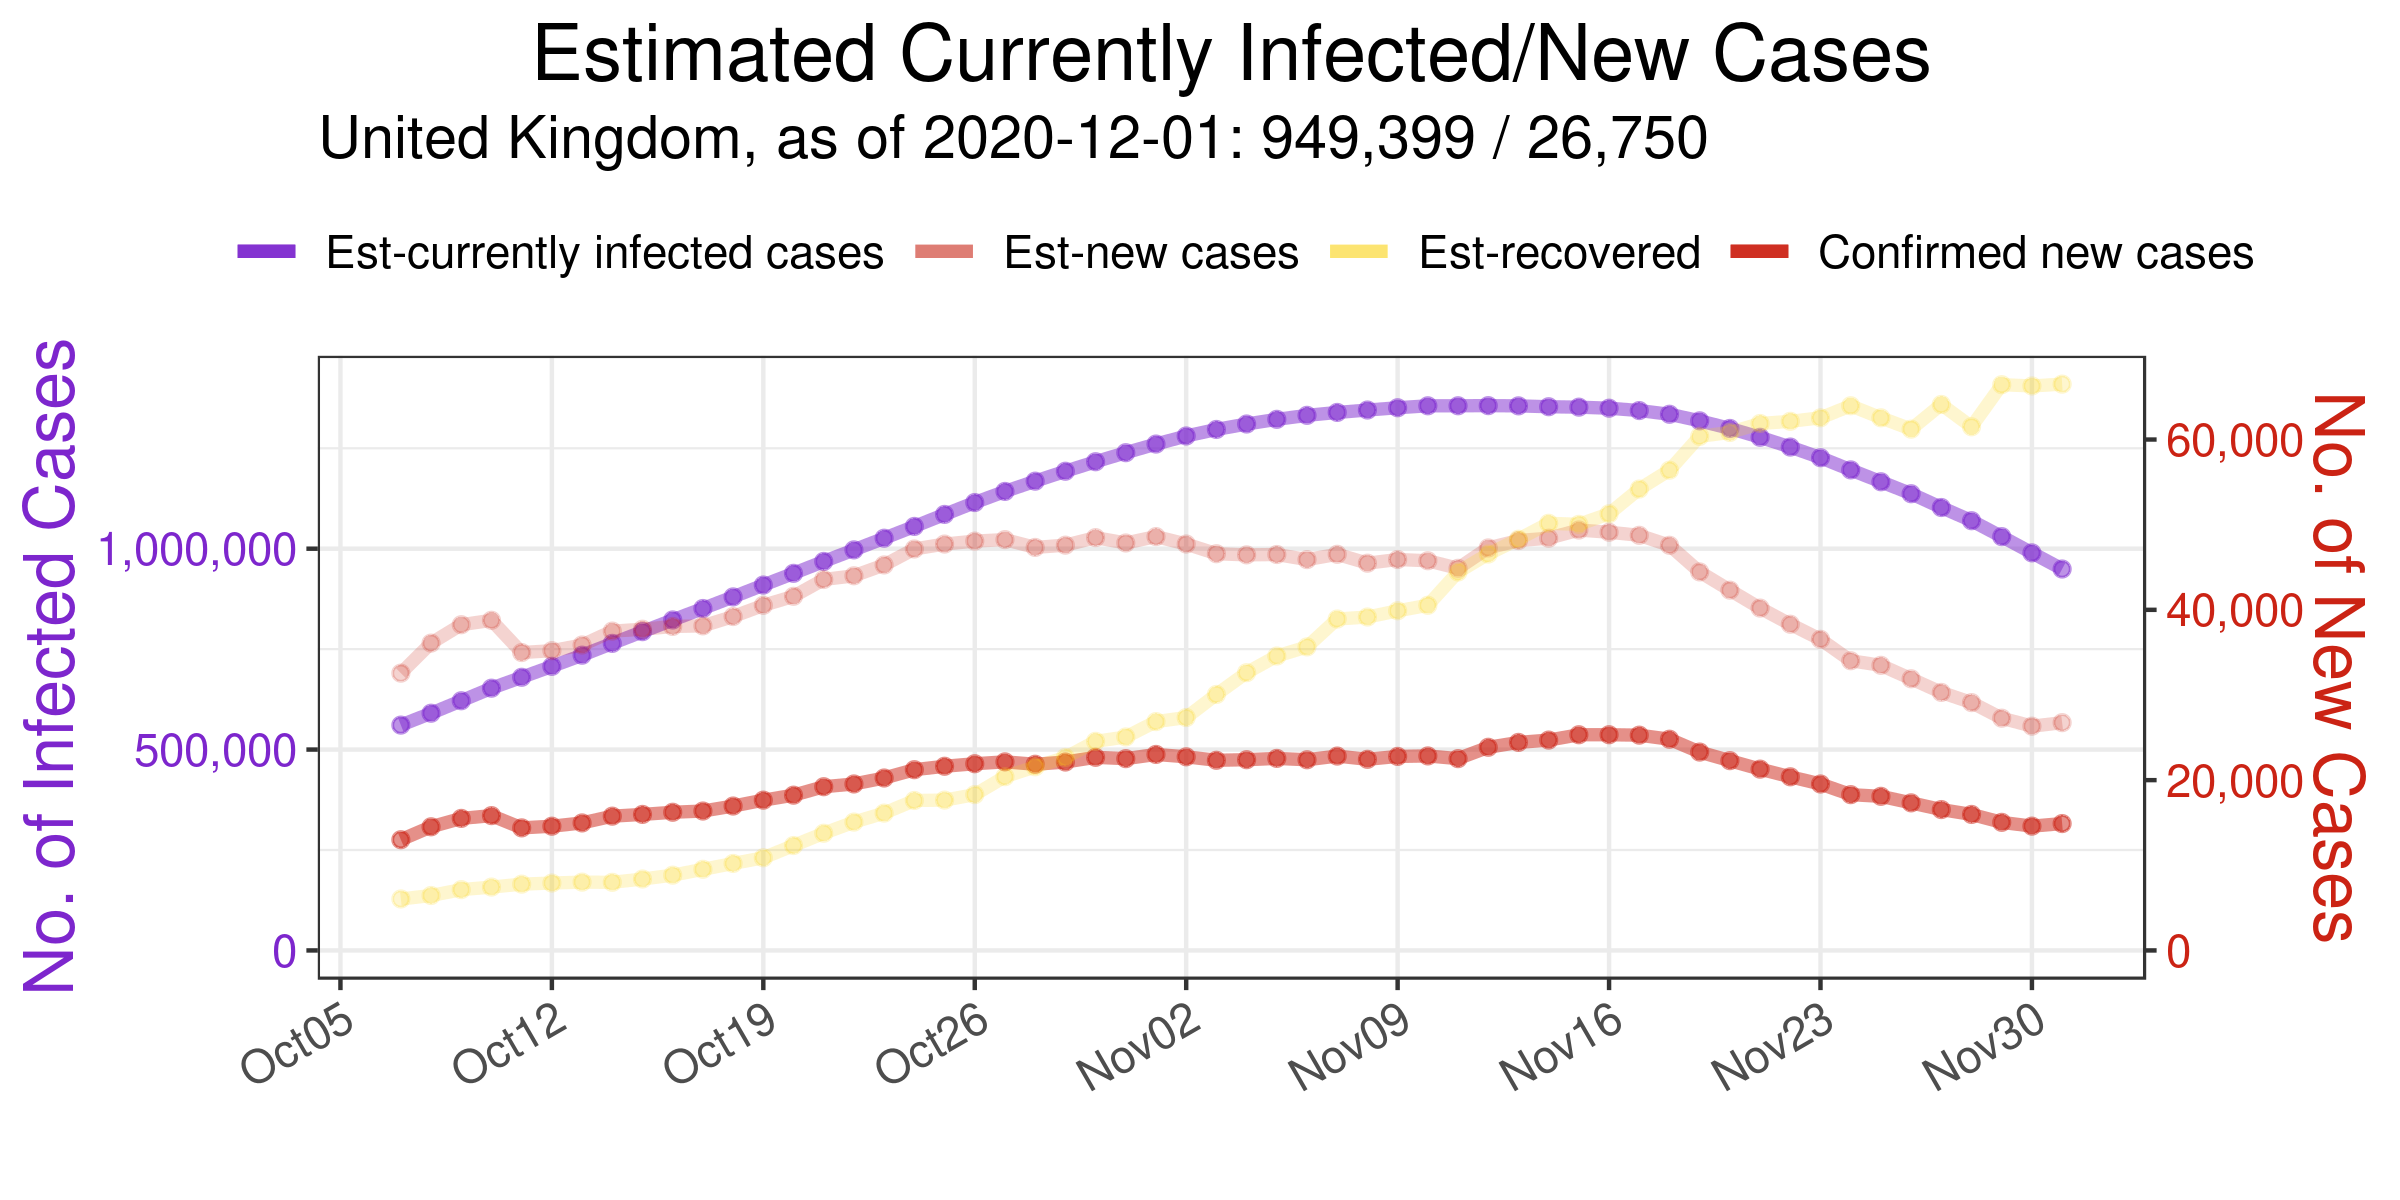 Estimated Currently Infected/New Cases
United Kingdom, as of 2020-12-01: 949,399 / 26,750
Est-currently infected cases Est-new cases Est-recovered Confirmed new cases
No. of Infected Cases
1,000,000
500,000
0
60,000
40,000
20,000
0
No. of New Cases
Oct05 Oct12 Oct19 Oct26 Nov02 Nov09 Nov16 Nov23 Nov30